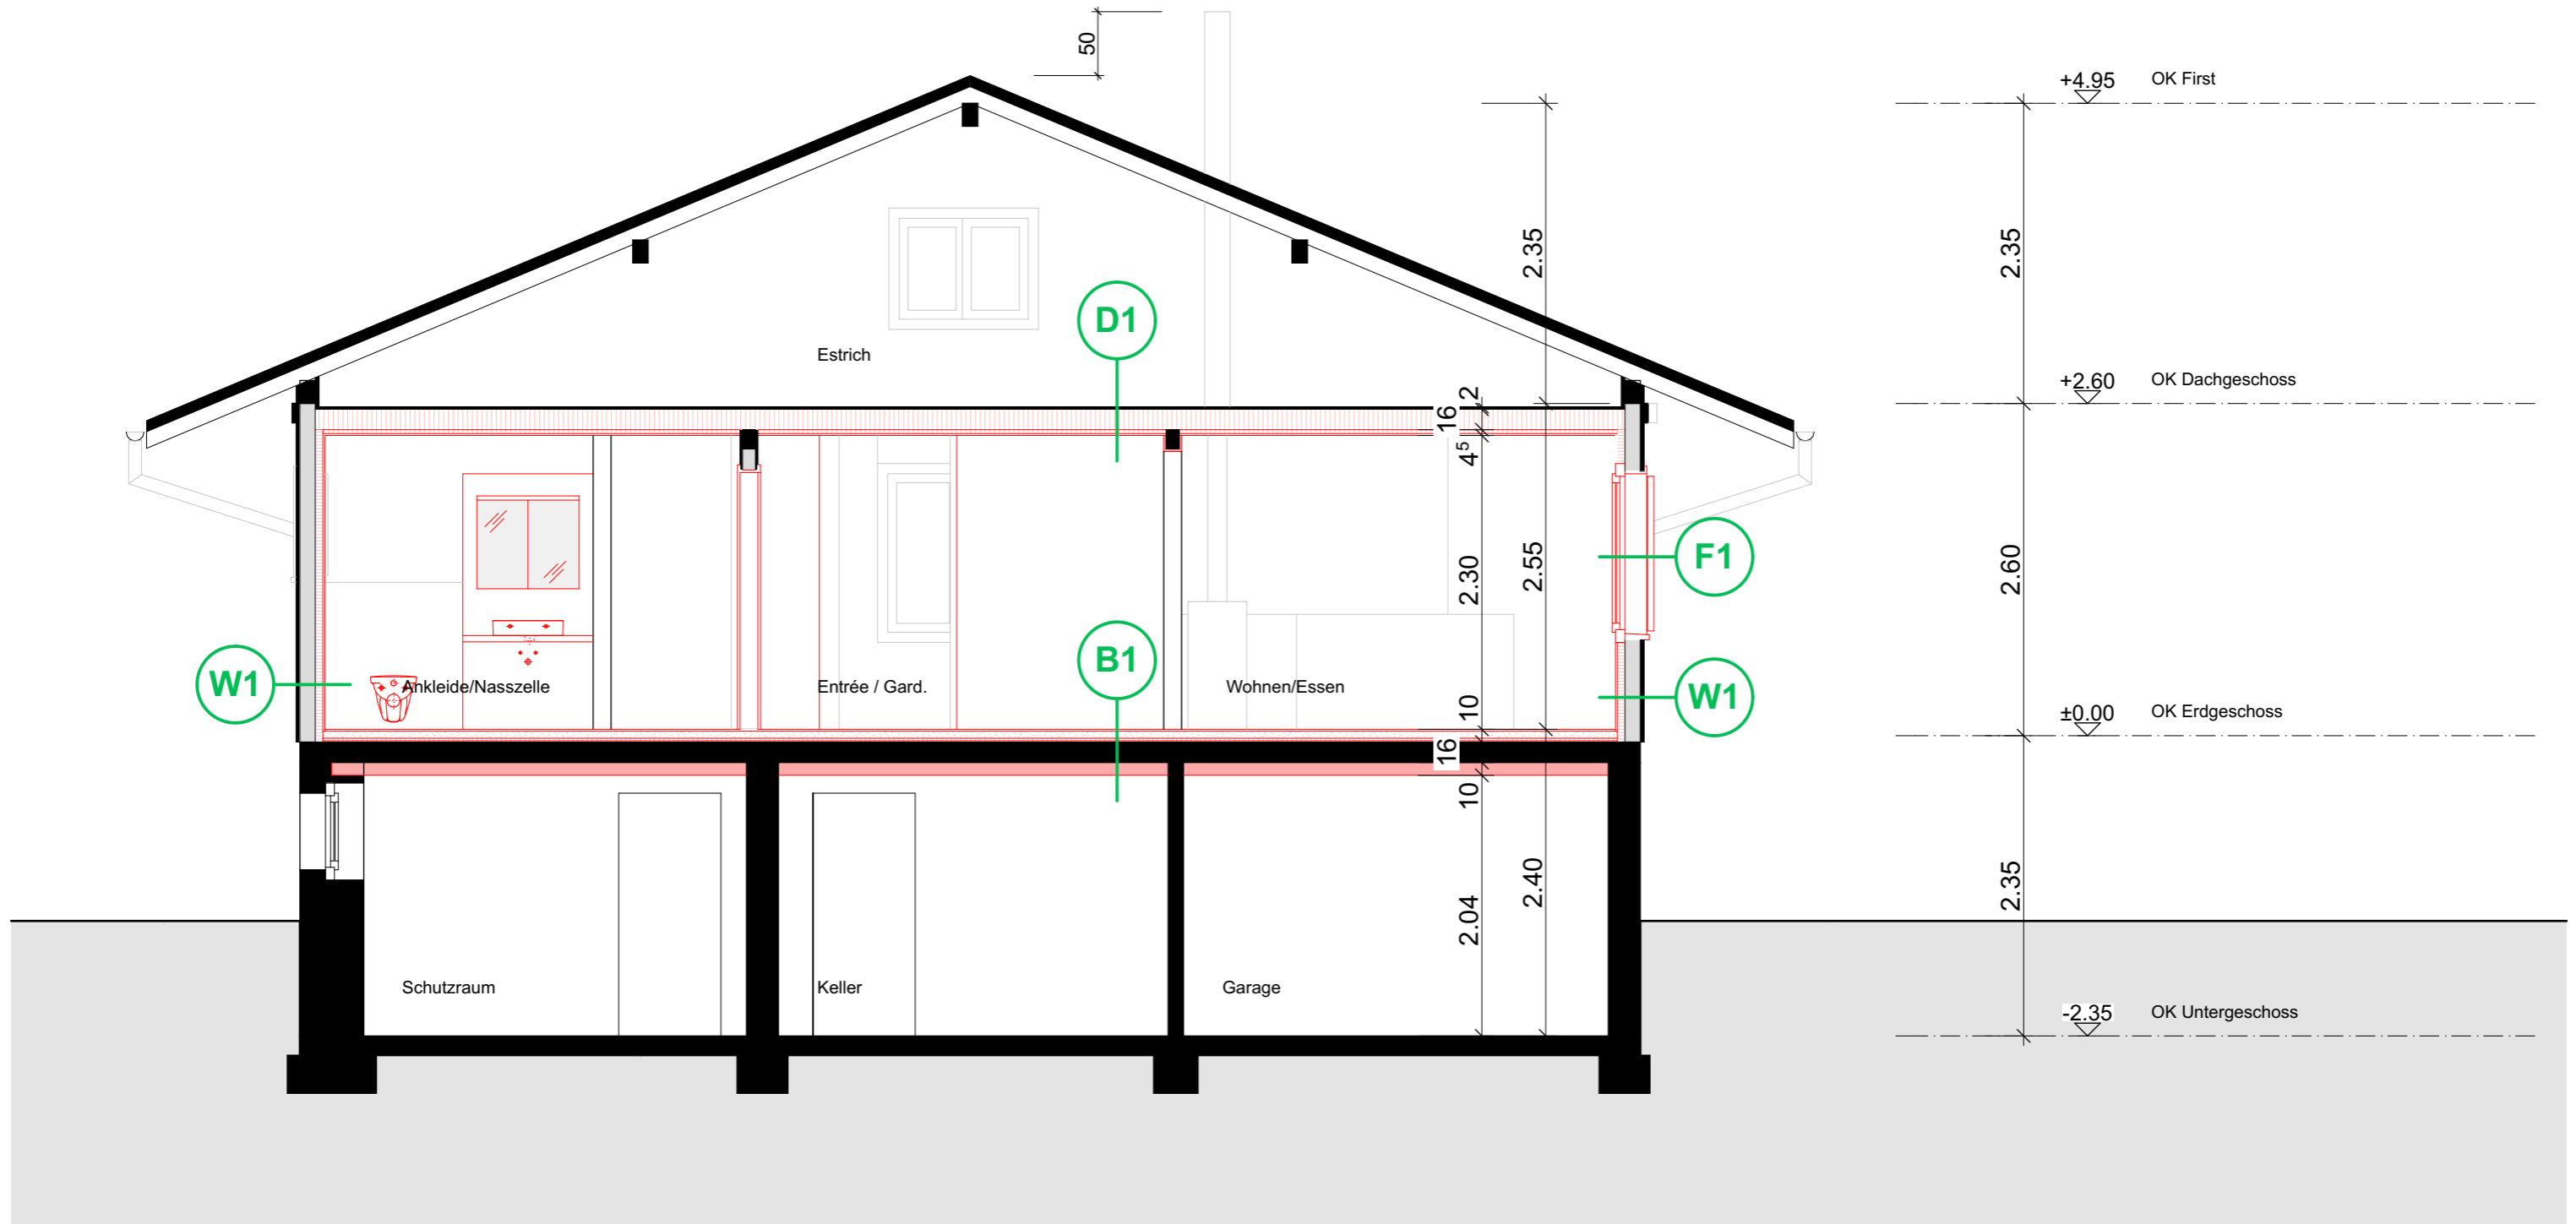 50
+4.95 OK First
2.35
2.35
D1
Estrich
+2.60 OK Dachgeschoss
2
16
4⁵
F1
2.30
2.55
2.60
B1
W1
Ankleide/Nasszelle
Entrée / Gard.
Wohnen/Essen
W1
10
±0.00 OK Erdgeschoss
16
10
2.04
2.40
2.35
Schutzraum
Keller
Garage
-2.35 OK Untergeschoss